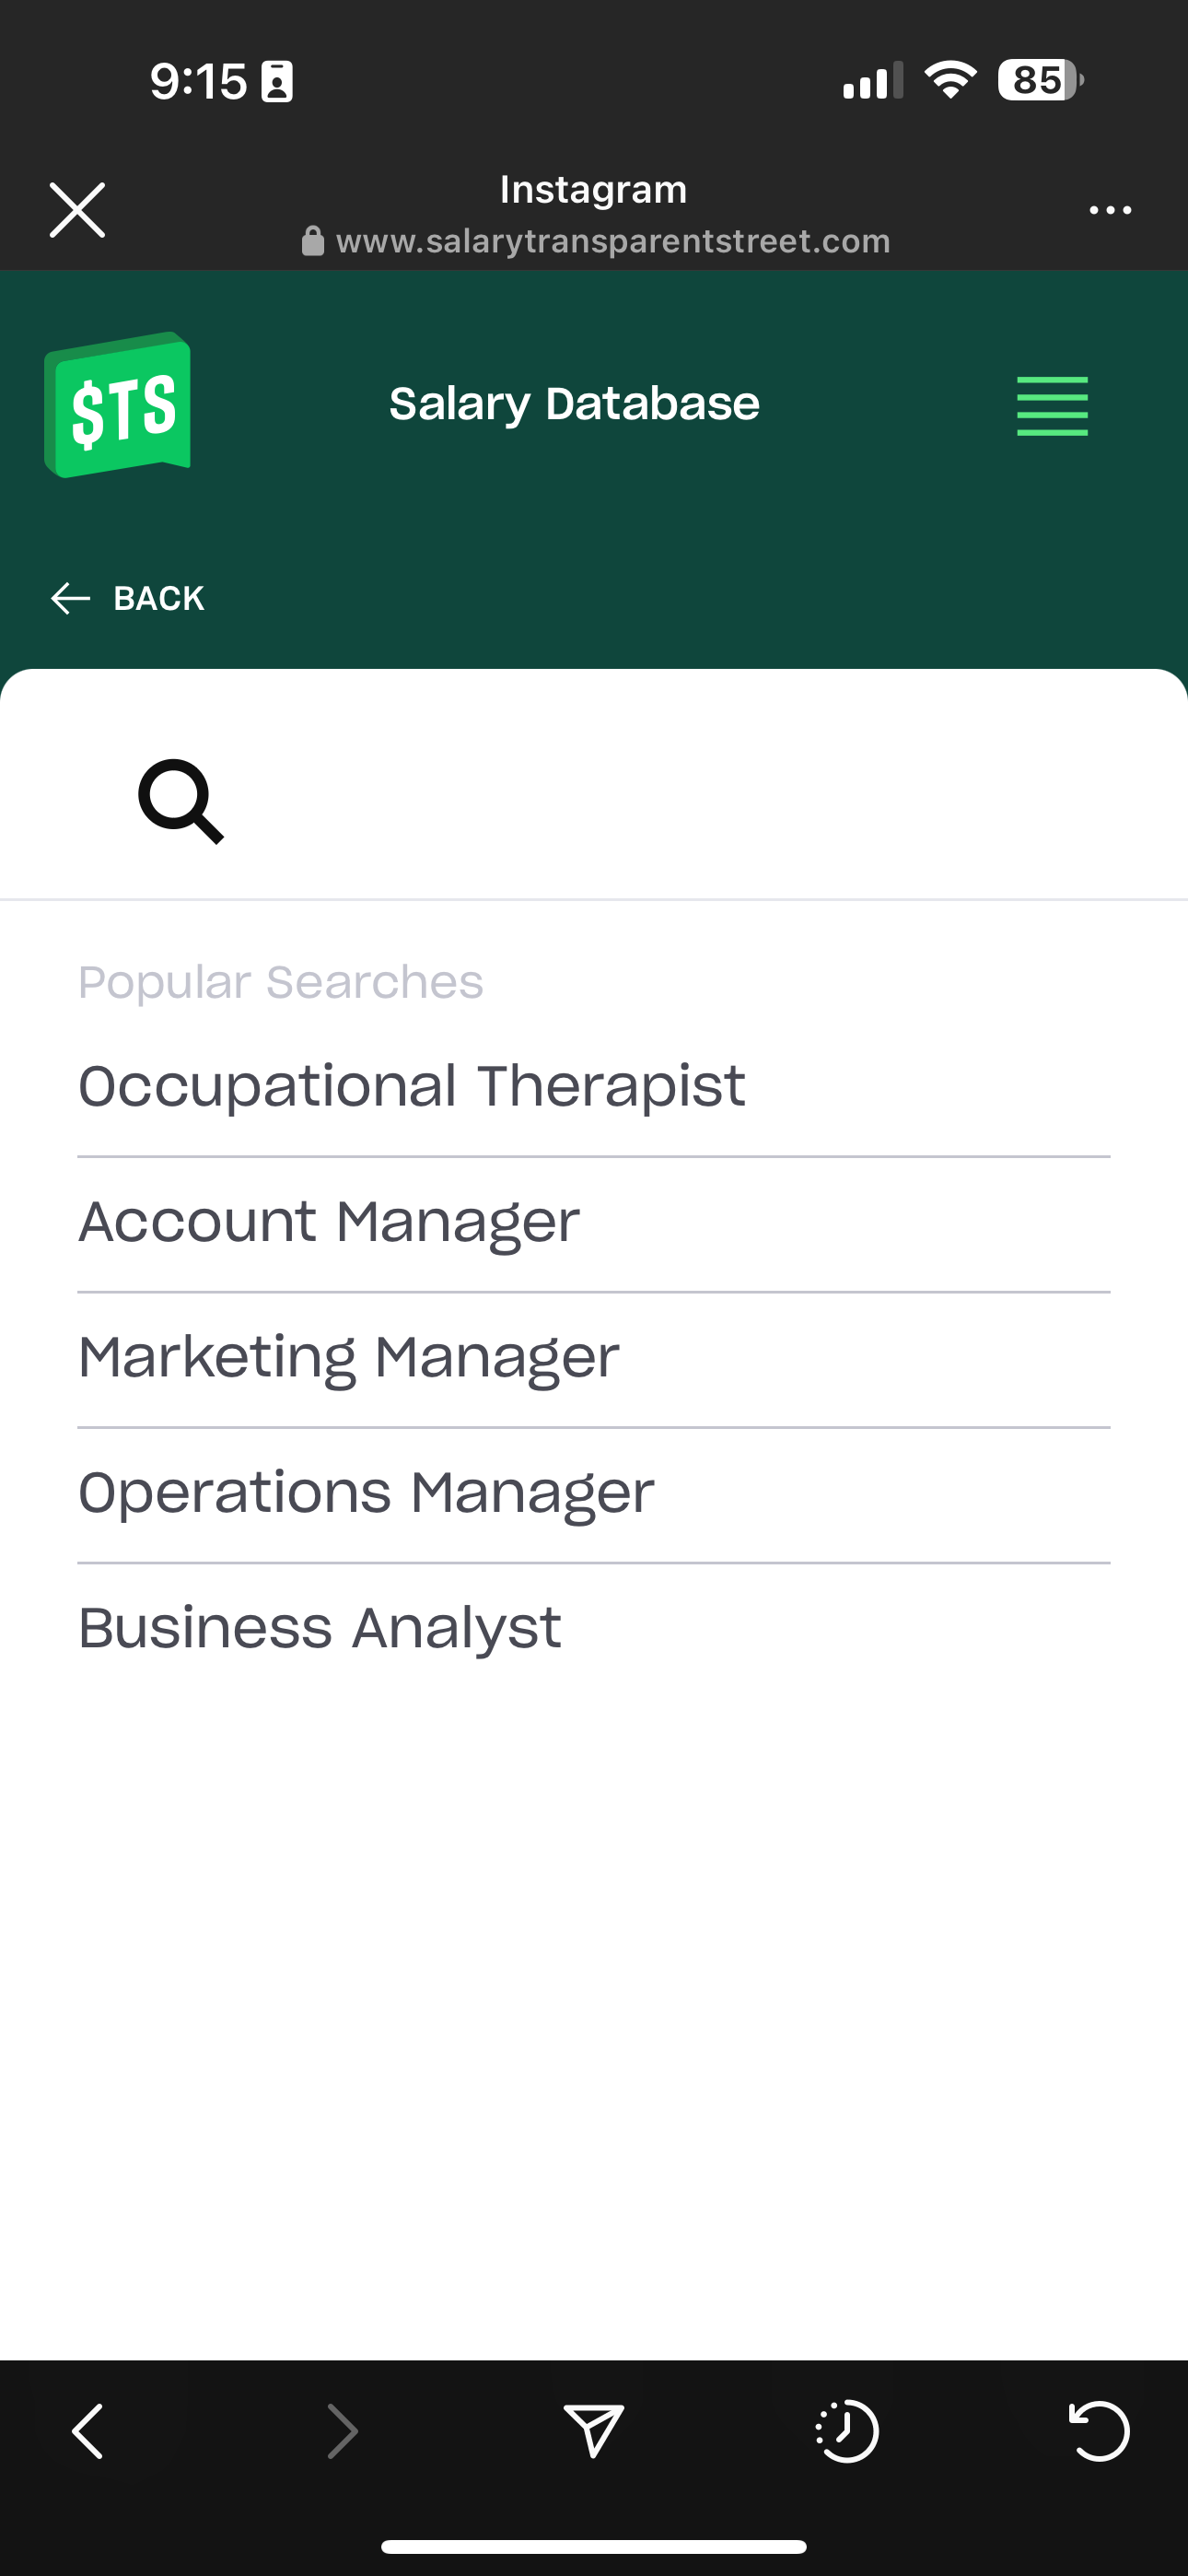 9:15
85
Instagram
www.salarytransparentstreet.com
$TS
Salary Database
BACK
Popular Searches
Occupational Therapist
Account Manager
Marketing Manager
Operations Manager
Business Analyst